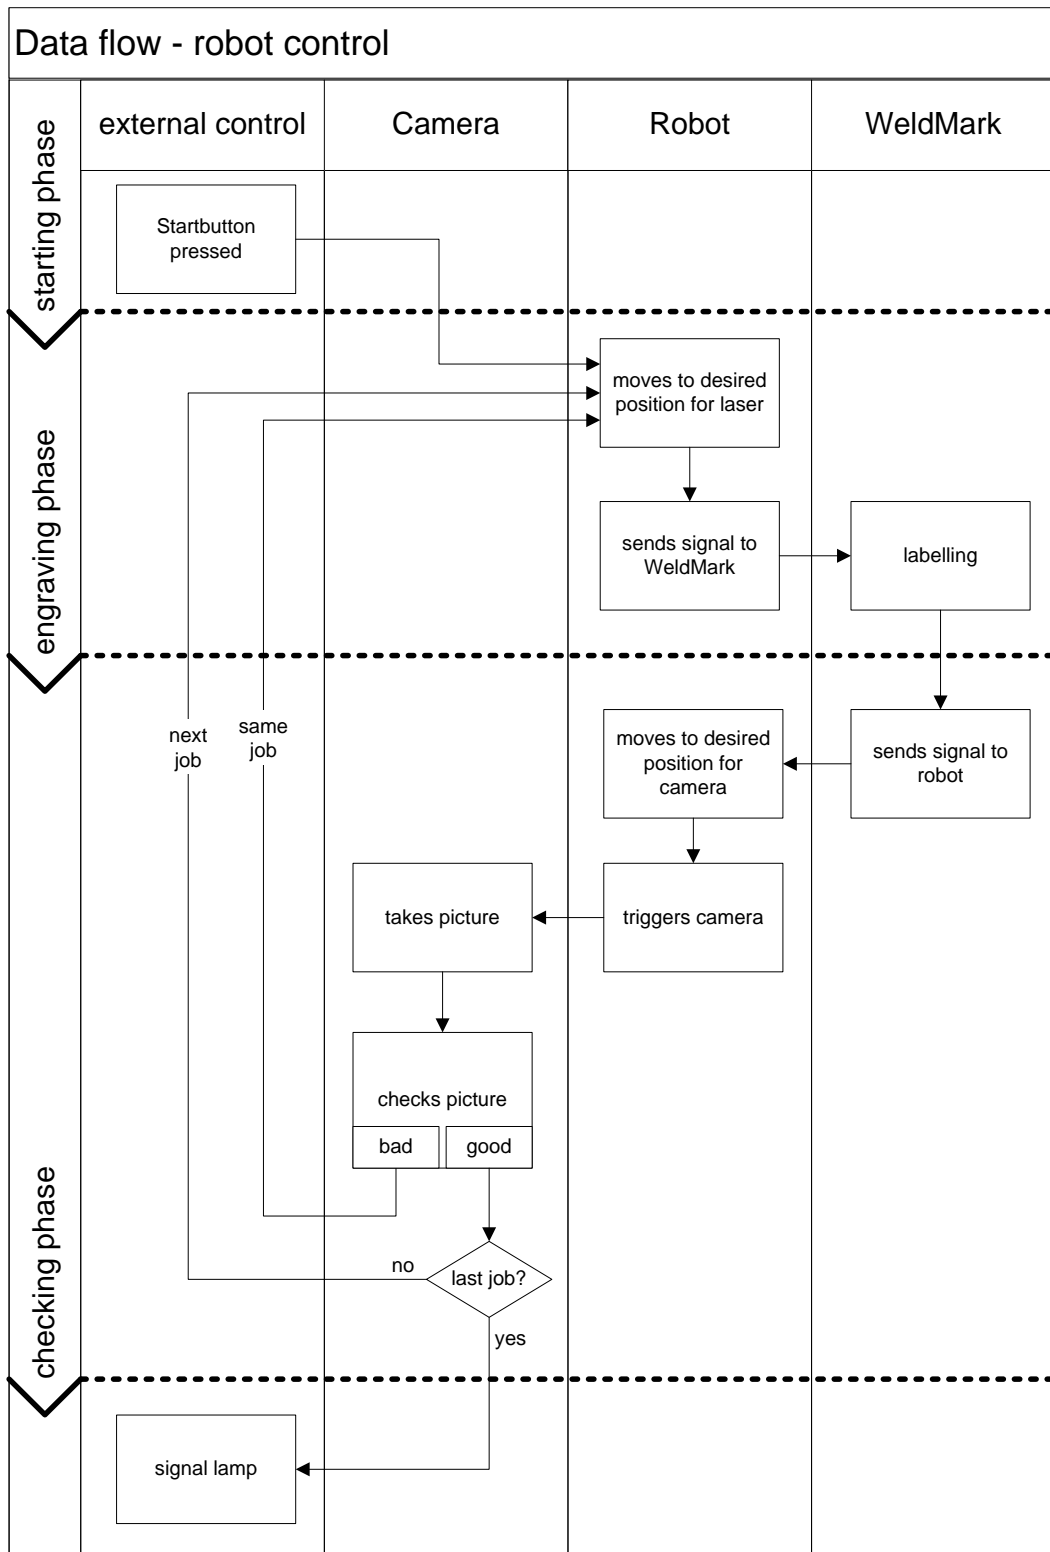 Data flow - robot control
external control
Camera
Robot
WeldMark
starting phase
Startbutton
pressed
engraving phase
moves to desired
position for laser
sends signal to
WeldMark
labelling
next
job
same
job
moves to desired
position for
camera
sends signal to
robot
takes picture
triggers camera
checks picture
bad
good
checking phase
no
last job?
yes
signal lamp